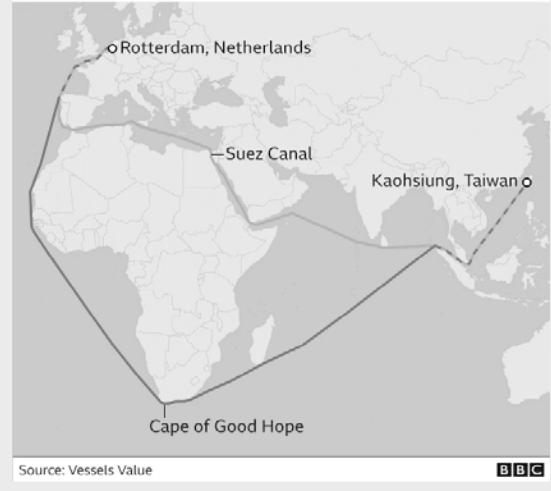 Rotterdam, Netherlands
Suez Canal
Kaohsiung, Taiwan
Cape of Good Hope
Source: Vessels Value
BBC